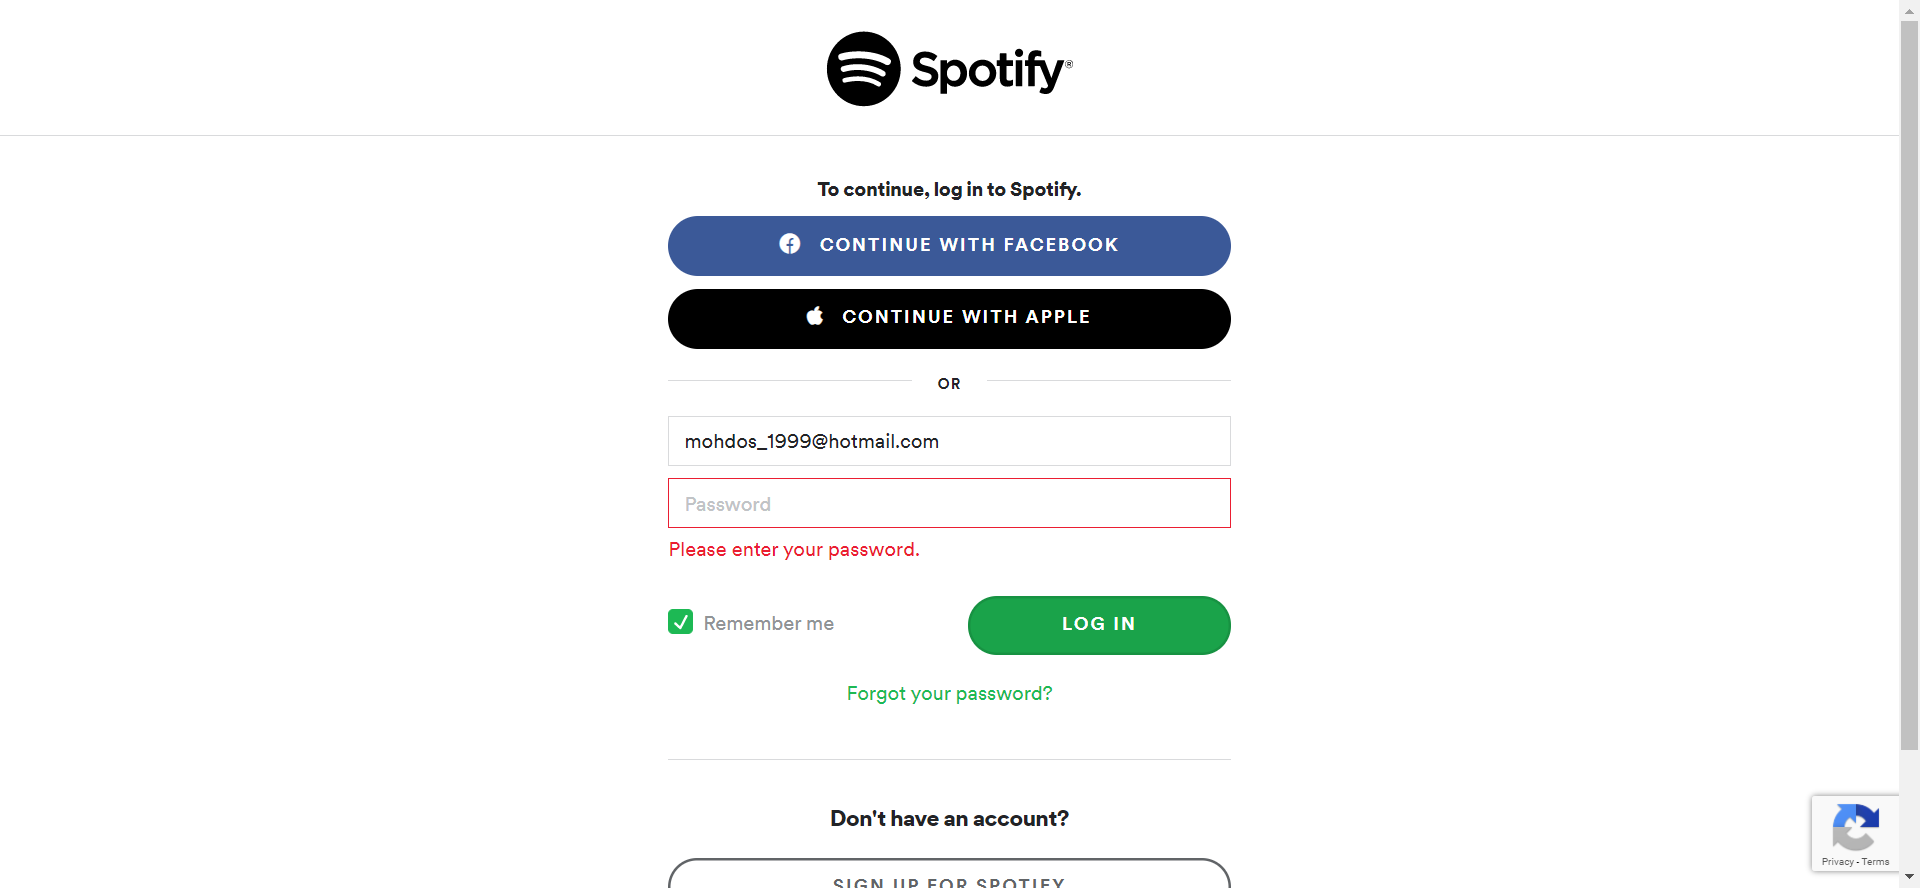 Spotify®
To continue, log in to Spotify.
CONTINUE WITH FACEBOOK
CONTINUE WITH APPLE
OR
mohdos_1999@hotmail.com
Password
Please enter your password.
Remember me
LOG IN
Forgot your password?
Don't have an account?
SIGN UP FOR SPOTIFY
Privacy - Terms